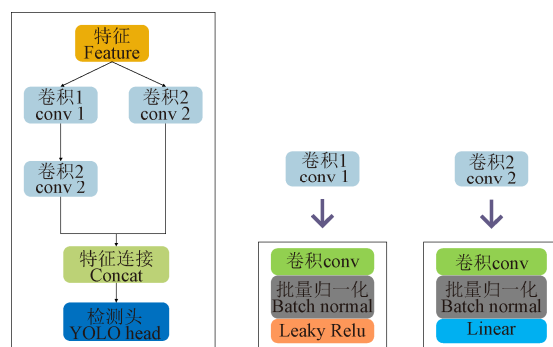 特征
Feature
卷积1
conv 1
卷积2
conv 2
卷积2
conv 2
特征连接
Concat
检测头
YOLO head
卷积1
conv 1
卷积conv
批量归一化
Batch normal
Leaky Relu
卷积2
conv 2
卷积conv
批量归一化
Batch normal
Linear